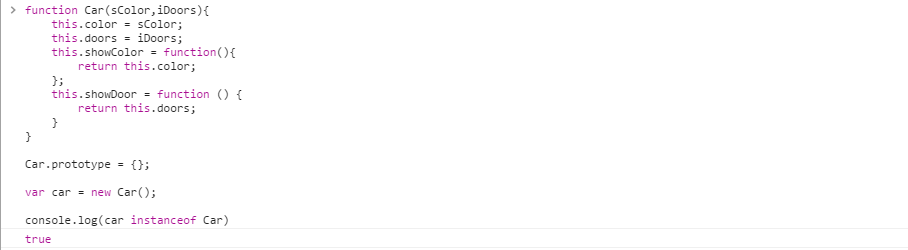 > function Car(sColor,iDoors){
    this.color = sColor;
    this.doors = iDoors;
    this.showColor = function(){
        return this.color;
    };
    this.showDoor = function () {
        return this.doors;
    }
}
Car.prototype = {};
var car = new Car();
console.log(car instanceof Car)
true